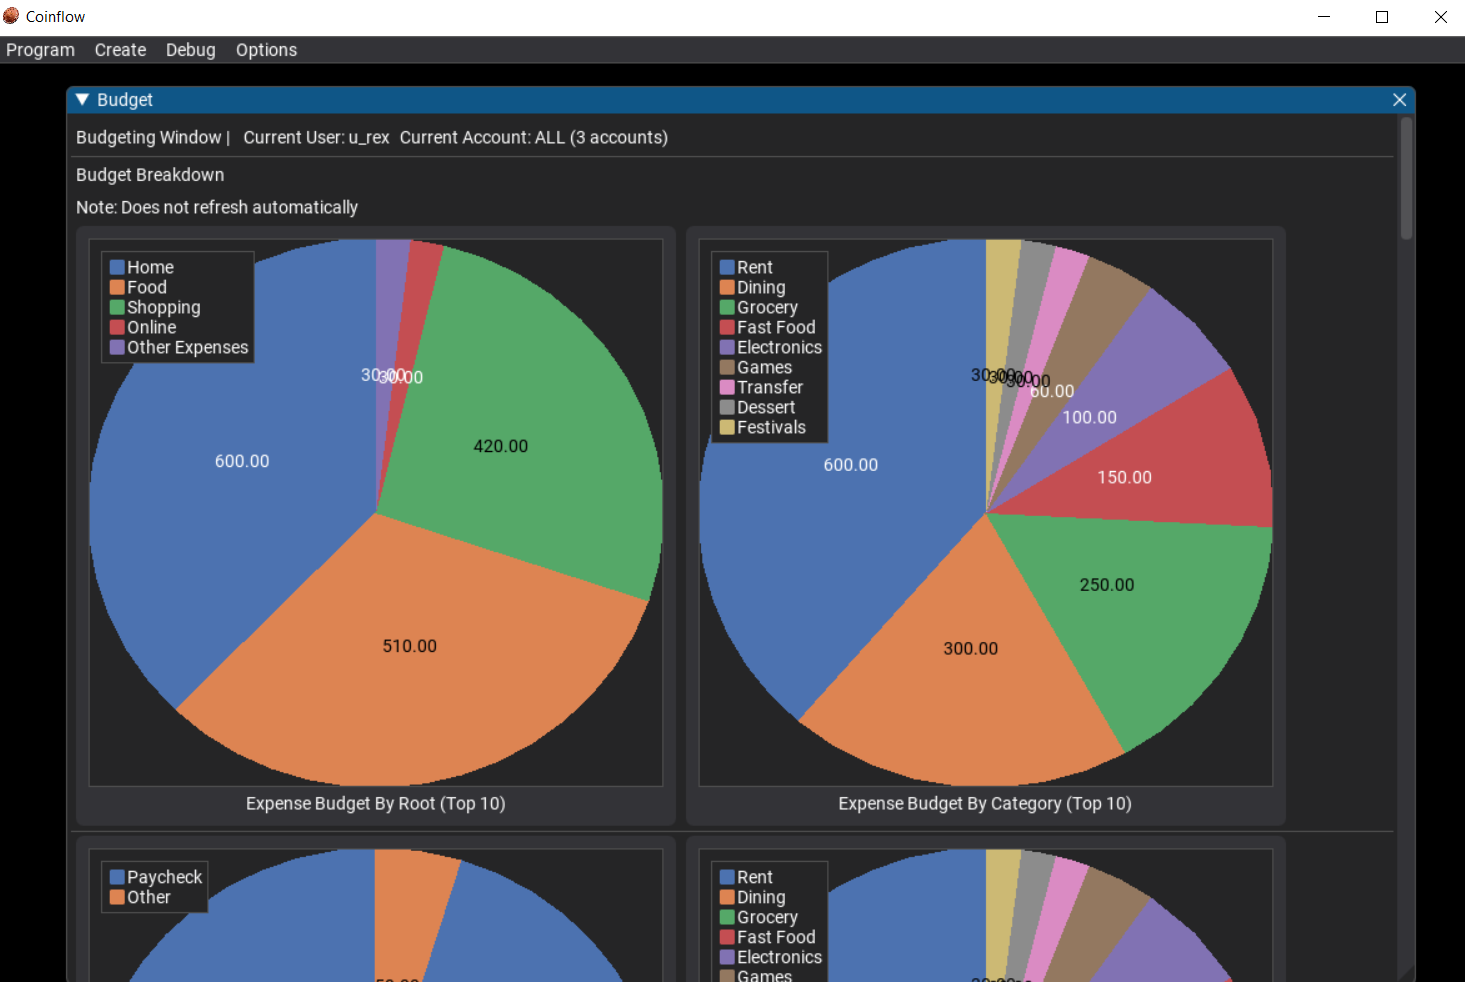 Coinflow
Program Create Debug Options
Budget
Budgeting Window | Current User: u_rex Current Account: ALL (3 accounts)
Budget Breakdown
Note: Does not refresh automatically
Home
Food
Shopping
Online
Other Expenses
30.00
30.00
420.00
600.00
510.00
Expense Budget By Root (Top 10)
Rent
Dining
Grocery
Fast Food
Electronics
Games
Transfer
Dessert
Festivals
30.00
30.00
30.00
60.00
100.00
150.00
600.00
250.00
300.00
Expense Budget By Category (Top 10)
Paycheck
Other
Rent
Dining
Grocery
Fast Food
Electronics
Games